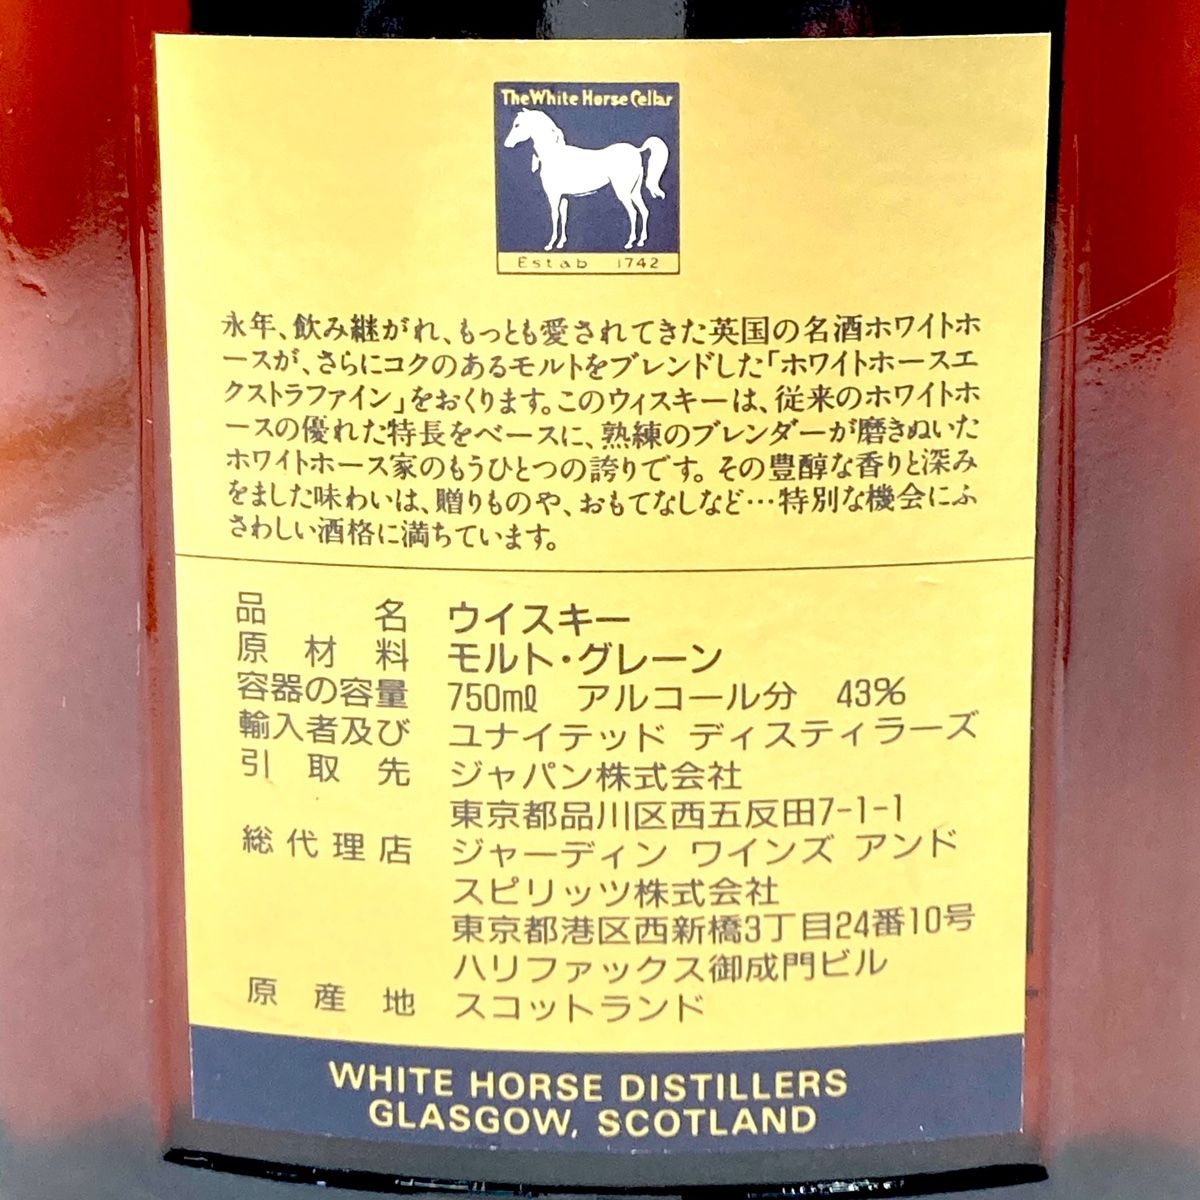 The White Horse Cellar
Estab 1742
永年、飲み継がれ、もっとも愛されてきた英国の名酒ホワイトホ
ースが、さらにコクのあるモルトをブレンドした「ホワイトホースエ
クストラファイン」をおくります。このウィスキーは、従来のホワイトホ
ースの優れた特長をベースに、熟練のブレンダーが磨きぬいた
ホワイトホース家のもうひとつの誇りです。その豊醇な香りと深み
をました味わいは、贈りものや、おもてなしなど…特別な機会にふ
さわしい酒格に満ちています。
品名 ウイスキー
原材料 モルト・グレーン
容器の容量 750mℓ アルコール分 43%
輸入者及び ユナイテッド ディスティラーズ
引取先 ジャパン株式会社
東京都品川区西五反田7-1-1
総代理店 ジャーディン ワインズ アンド
スピリッツ株式会社
東京都港区西新橋3丁目24番10号
ハリファックス御成門ビル
原産地 スコットランド
WHITE HORSE DISTILLERS
GLASGOW, SCOTLAND